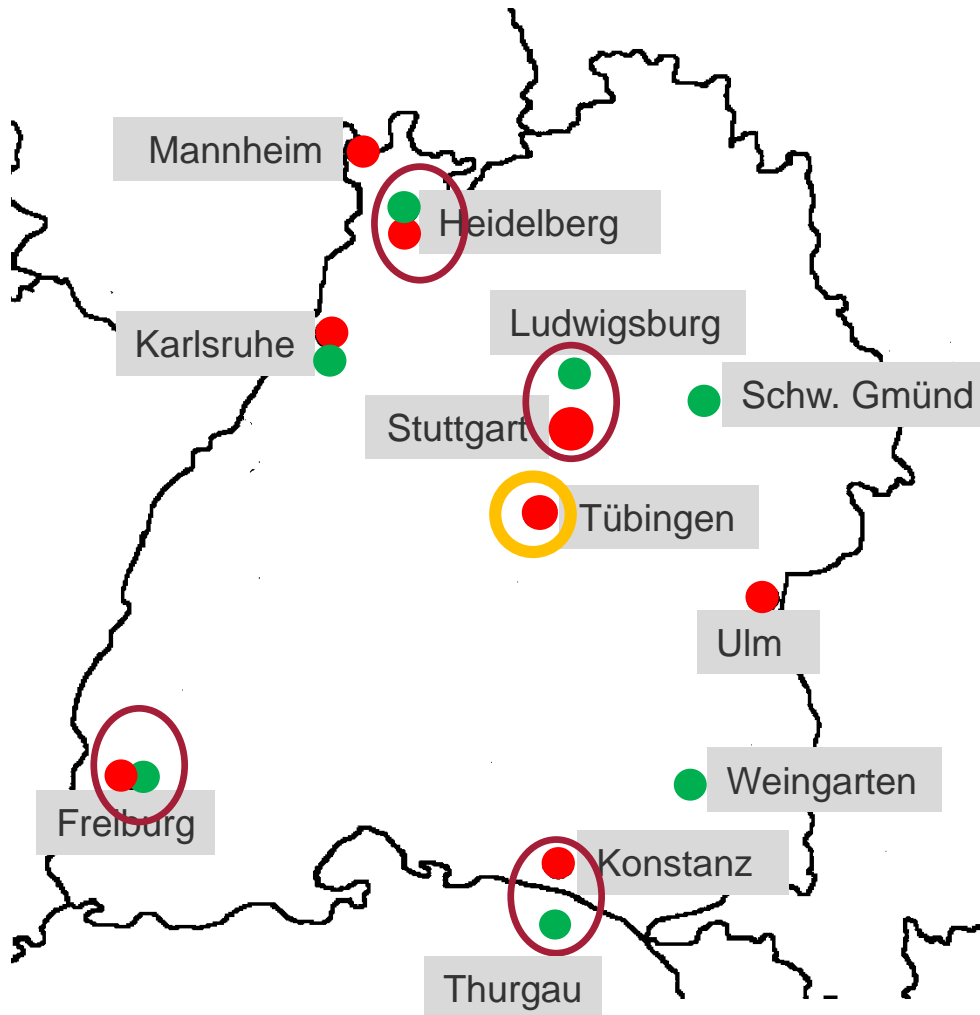 Mannheim
Heidelberg
Ludwigsburg
Karlsruhe
Schw. Gmünd
Stuttgart
Tübingen
Ulm
Weingarten
Freiburg
Konstanz
Thurgau